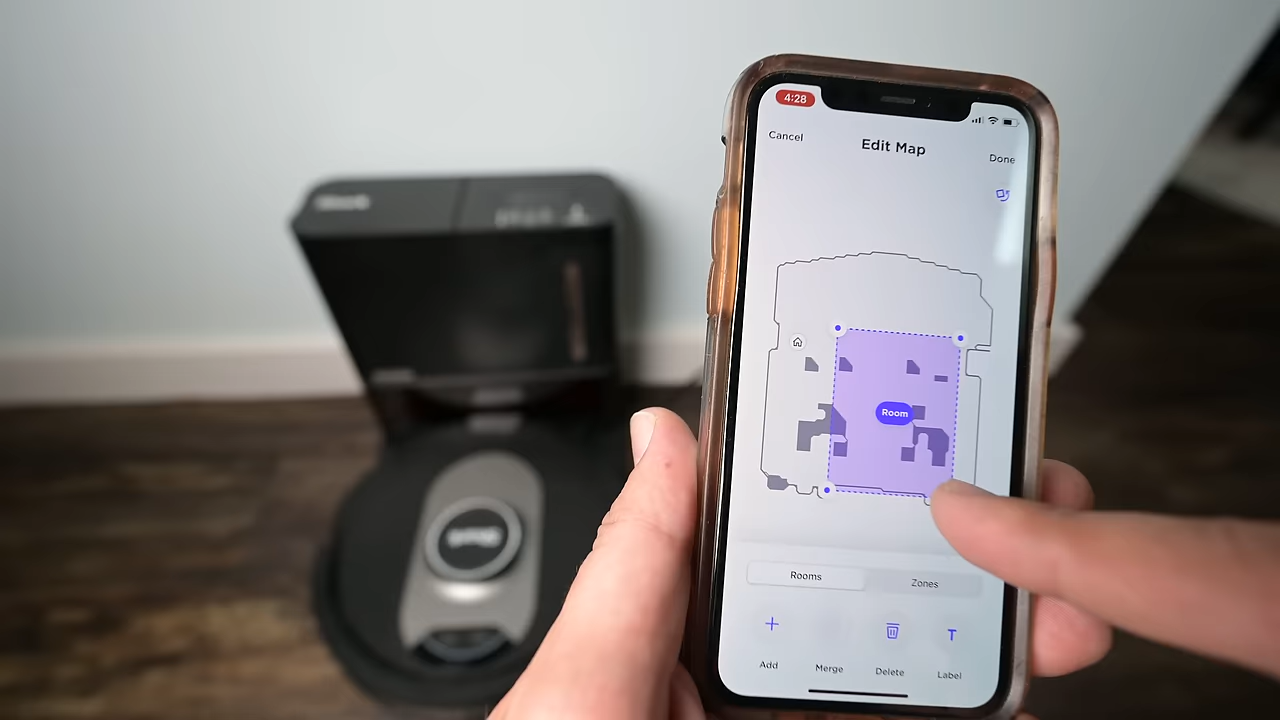 4:28
Cancel
Edit Map
Done
Room
Rooms
Zones
T
Add
Merge
Delete
Label